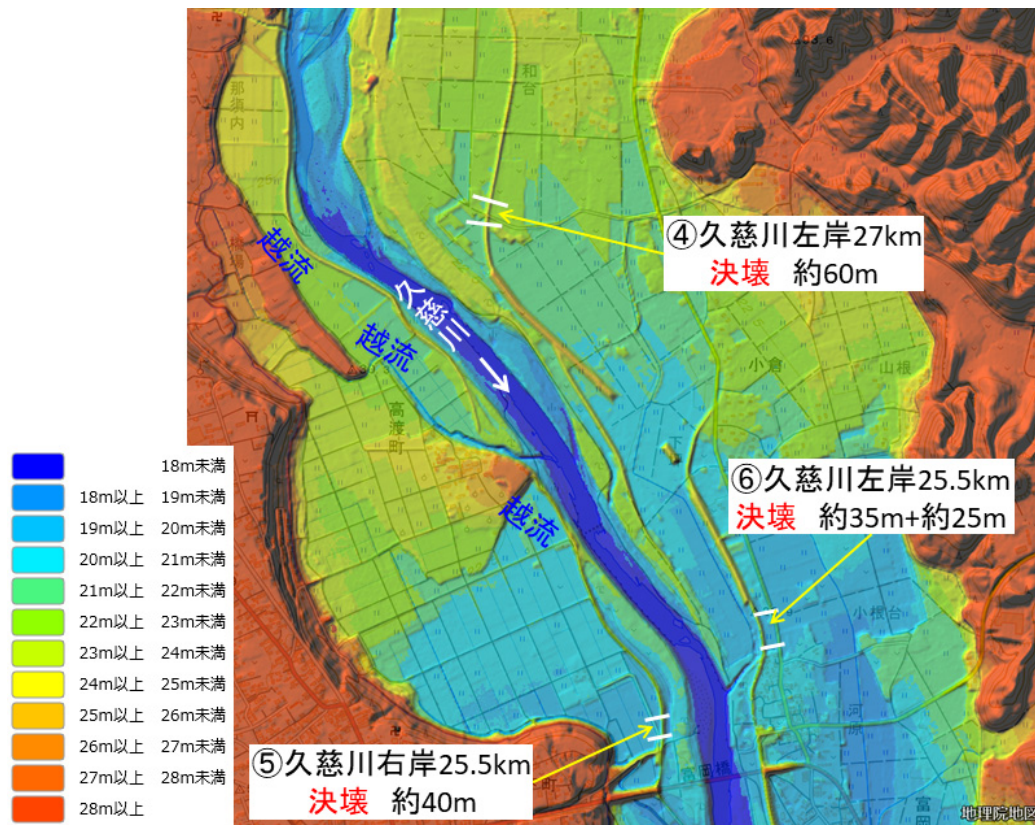 和台
那須内
④久慈川左岸27km
決壊 約60m
越流
久慈川
越流
小倉
山根
高渡町
下
⑥久慈川左岸25.5km
決壊 約35m+約25m
越流
小根台
河原
⑤久慈川右岸25.5km
決壊 約40m
富岡橋
町
富岡
地理院地図
18m未満
18m以上 19m未満
19m以上 20m未満
20m以上 21m未満
21m以上 22m未満
22m以上 23m未満
23m以上 24m未満
24m以上 25m未満
25m以上 26m未満
26m以上 27m未満
27m以上 28m未満
28m以上